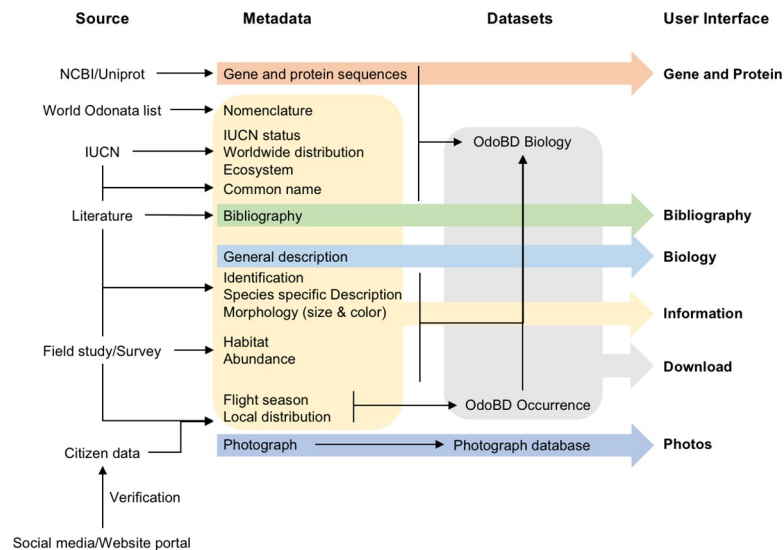 Source Metadata Datasets User Interface
NCBI/Uniprot Gene and protein sequences Gene and Protein
World Odonata list Nomenclature
IUCN status
IUCN Worldwide distribution OdoBD Biology
Ecosystem
Common name
Literature Bibliography Bibliography
General description Biology
Identification
Species specific Description
Morphology (size & color) Information
Habitat
Field study/Survey Abundance Download
Flight season
Local distribution OdoBD Occurrence
Citizen data Photograph Photograph database Photos
Verification
Social media/Website portal